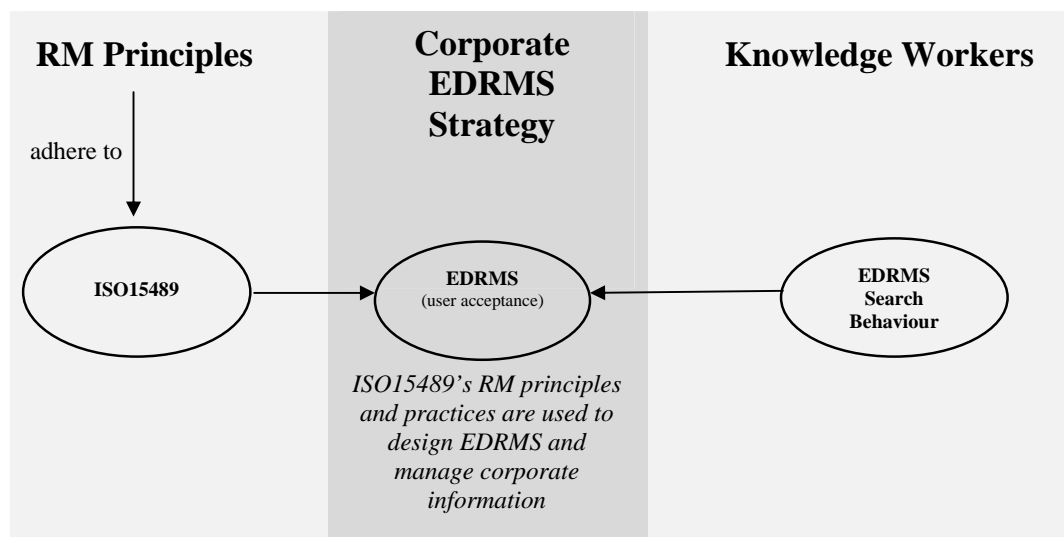 RM Principles
adhere to
ISO15489
Corporate
EDRMS
Strategy
EDRMS
(user acceptance)
ISO15489’s RM principles
and practices are used to
design EDRMS and
manage corporate
information
Knowledge Workers
EDRMS
Search
Behaviour